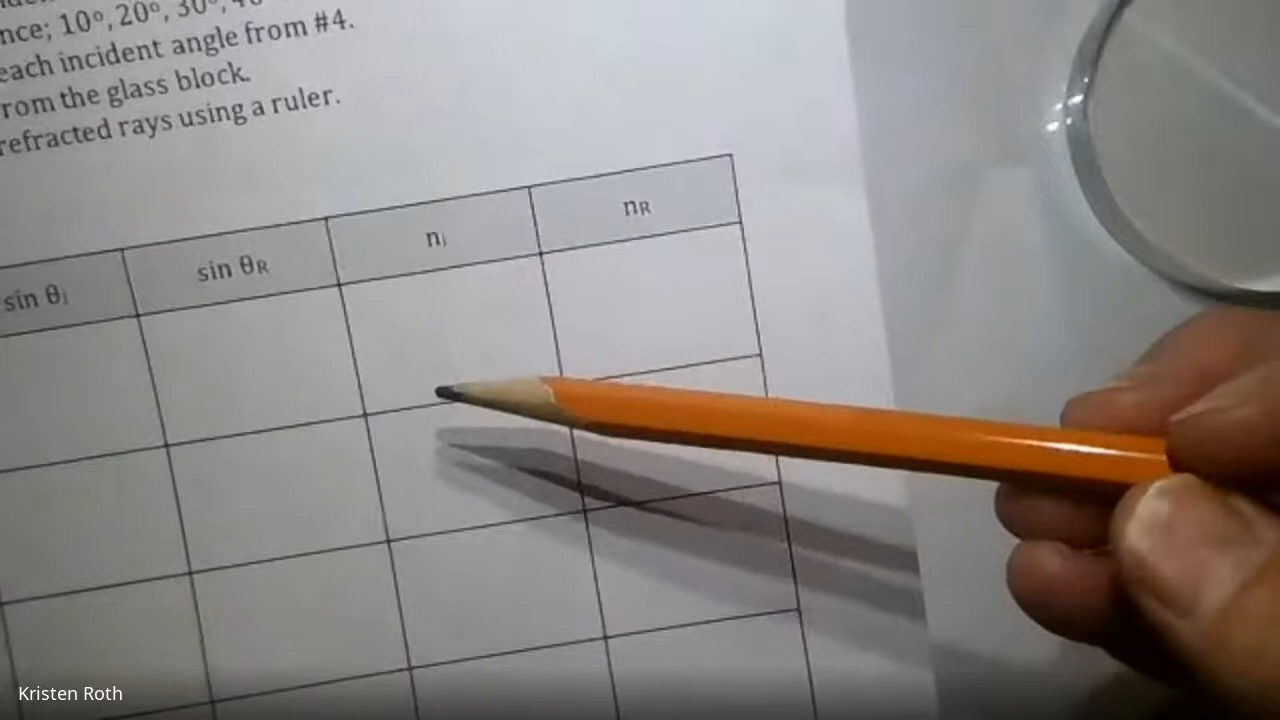 nce; 10°, 20°, 30°,
each incident angle from #4.
rom the glass block.
refracted rays using a ruler.
sin θI
sin θR
nI
nR
Kristen Roth